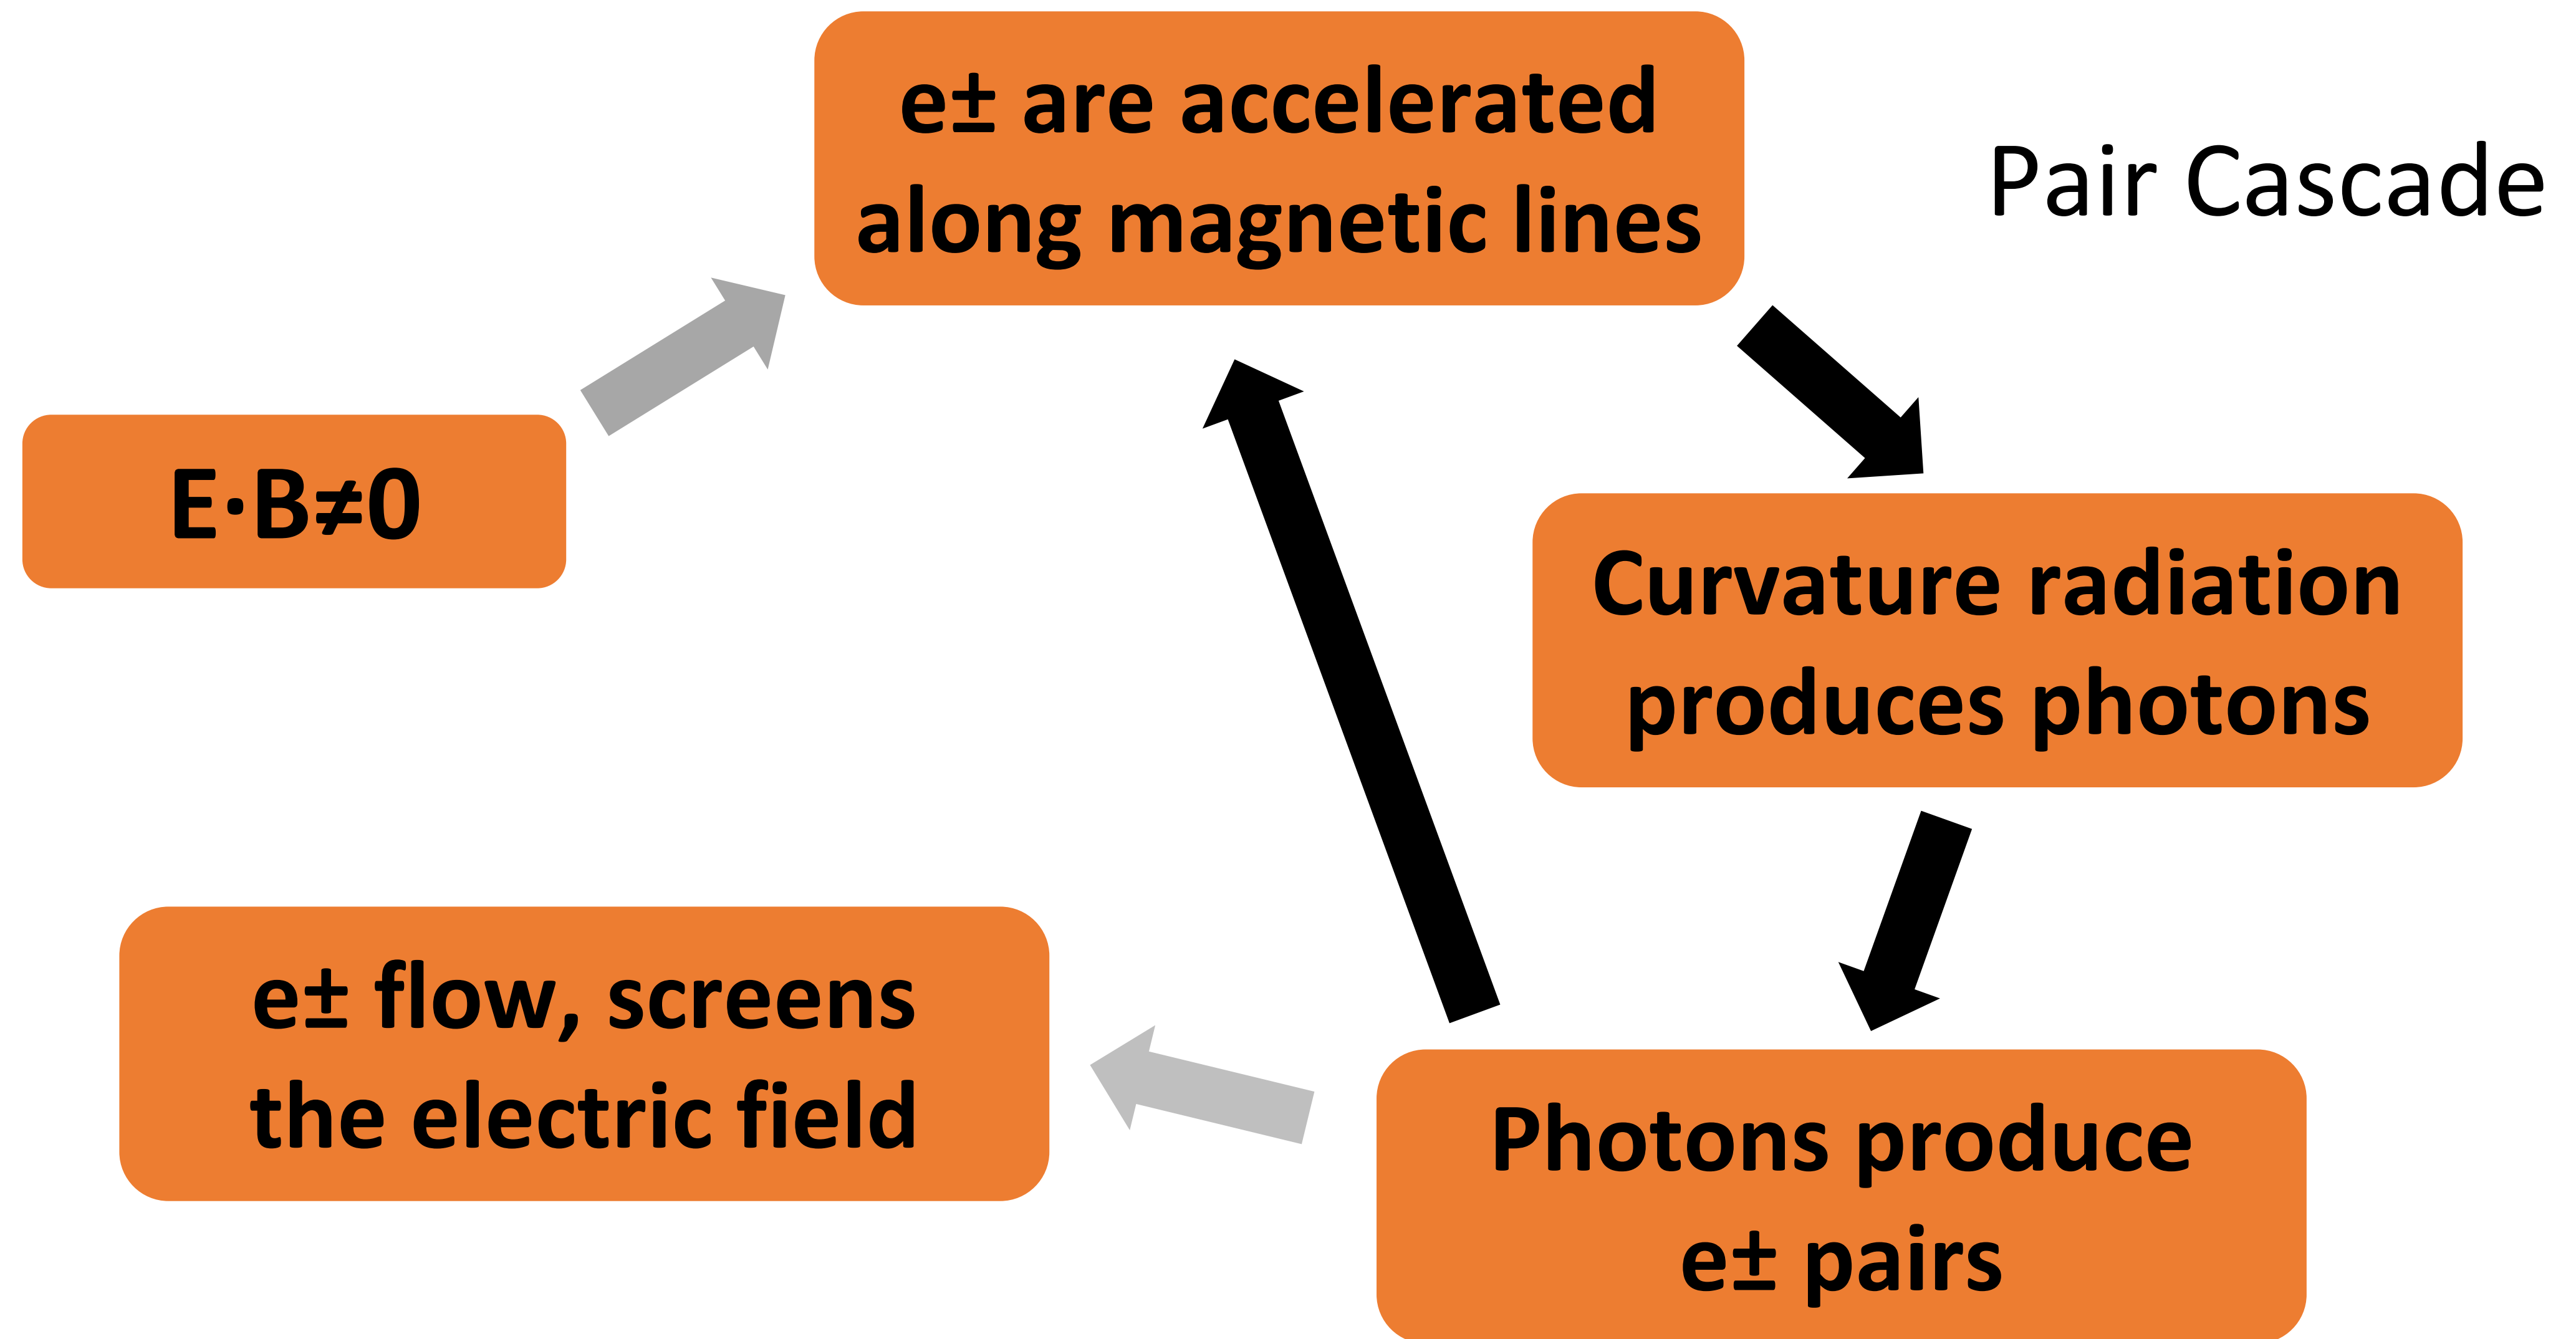 e± are accelerated
along magnetic lines
Pair Cascade
E·B≠0
Curvature radiation
produces photons
e± flow, screens
the electric field
Photons produce
e± pairs